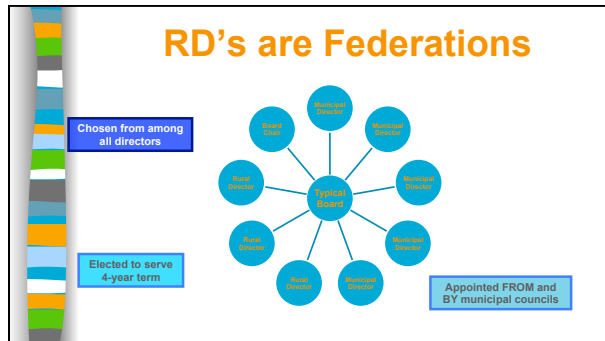 RD's are Federations
Chosen from among
all directors
Municipal
Director
Board
Chair
Municipal
Director
Rural
Director
Municipal
Director
Typical
Board
Rural
Director
Municipal
Director
Elected to serve
4-year term
Rural
Director
Municipal
Director
Appointed FROM and
BY municipal councils